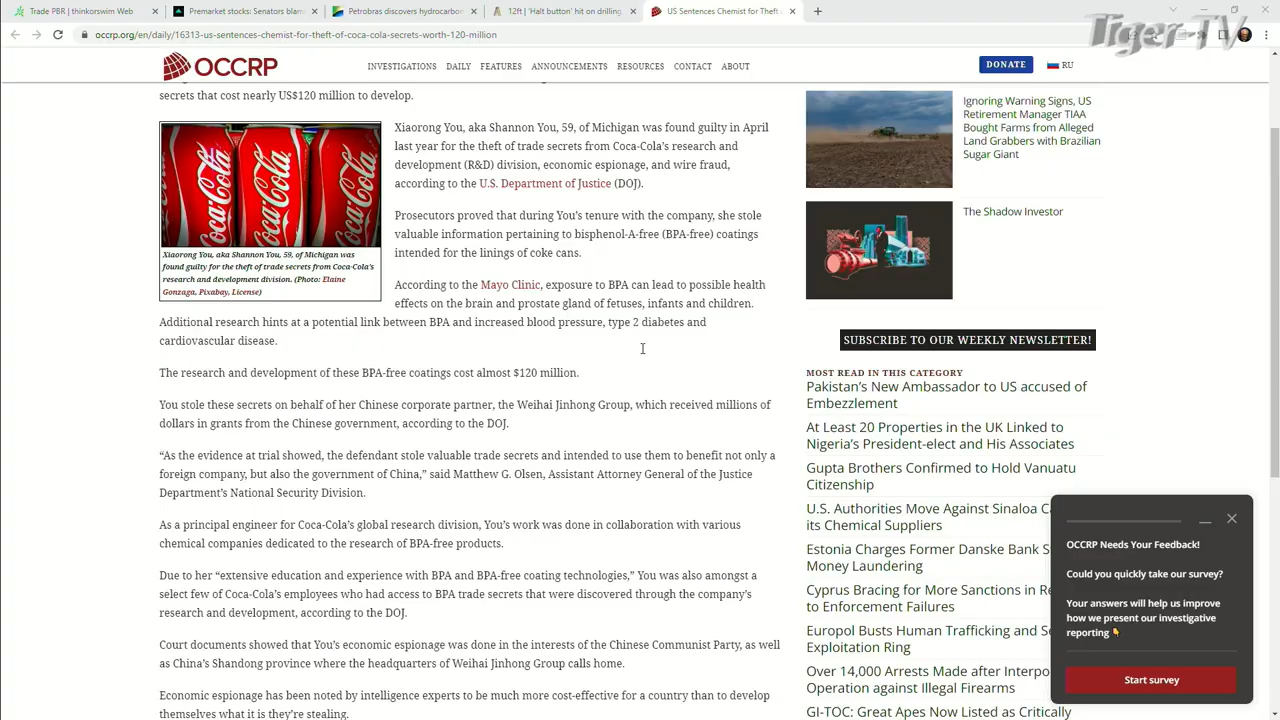 Trade PBR | thinkorswim Web
Premarket stocks: Senators blam
Petrobras discovers hydrocarbon
12ft | 'Halt button' hit on drilling
US Sentences Chemist for Theft
Tiger-TV
occrp.org/en/daily/16313-us-sentences-chemist-for-theft-of-coca-cola-secrets-worth-120-million
OCCRP
INVESTIGATIONS DAILY FEATURES ANNOUNCEMENTS RESOURCES CONTACT ABOUT
DONATE
RU
secrets that cost nearly US$120 million to develop.
Coca-Cola Coca-Cola Coca-Cola
Xiaorong You, aka Shannon You, 59, of Michigan was
found guilty for the theft of trade secrets from Coca-Cola's
research and development division. (Photo: Elaine
Gonzaga, Pixabay, License)
Xiaorong You, aka Shannon You, 59, of Michigan was found guilty in April
last year for the theft of trade secrets from Coca-Cola's research and
development (R&D) division, economic espionage, and wire fraud,
according to the U.S. Department of Justice (DOJ).
Prosecutors proved that during You's tenure with the company, she stole
valuable information pertaining to bisphenol-A-free (BPA-free) coatings
intended for the linings of coke cans.
According to the Mayo Clinic, exposure to BPA can lead to possible health
effects on the brain and prostate gland of fetuses, infants and children.
Additional research hints at a potential link between BPA and increased blood pressure, type 2 diabetes and
cardiovascular disease.
The research and development of these BPA-free coatings cost almost $120 million.
You stole these secrets on behalf of her Chinese corporate partner, the Weihai Jinhong Group, which received millions of
dollars in grants from the Chinese government, according to the DOJ.
“As the evidence at trial showed, the defendant stole valuable trade secrets and intended to use them to benefit not only a
foreign company, but also the government of China,” said Matthew G. Olsen, Assistant Attorney General of the Justice
Department's National Security Division.
As a principal engineer for Coca-Cola's global research division, You's work was done in collaboration with various
chemical companies dedicated to the research of BPA-free products.
Due to her “extensive education and experience with BPA and BPA-free coating technologies,” You was also amongst a
select few of Coca-Cola's employees who had access to BPA trade secrets that were discovered through the company's
research and development, according to the DOJ.
Court documents showed that You's economic espionage was done in the interests of the Chinese Communist Party, as well
as China's Shandong province where the headquarters of Weihai Jinhong Group calls home.
Economic espionage has been noted by intelligence experts to be much more cost-effective for a country than to develop
themselves what it is they're stealing.
Ignoring Warning Signs, US
Retirement Manager TIAA
Bought Farms from Alleged
Land Grabbers with Brazilian
Sugar Giant
The Shadow Investor
SUBSCRIBE TO OUR WEEKLY NEWSLETTER!
MOST READ IN THIS CATEGORY
Pakistan's New Ambassador to US accused of
Embezzlement
At Least 20 Properties in the UK Linked to
Nigeria's President-elect and His Associates
Gupta Brothers Confirmed to Hold Vanuatu
Citizenship
U.S. Authorities Move Against Sinaloa
its Chemical Suppliers
Estonia Charges Former Danske Bank
Money Laundering
Cyprus Bracing for More Sanctions in
to Enforcement Failures
Europol Busts Human Trafficking and
Exploitation Ring
Over 14,000 Arrests Made after
Operation against Illegal Firearms
GI-TOC: Great Apes Now Listed as Critically
OCCRP Needs Your Feedback!
Could you quickly take our survey?
Your answers will help us improve
how we present our investigative
reporting 👇
Start survey